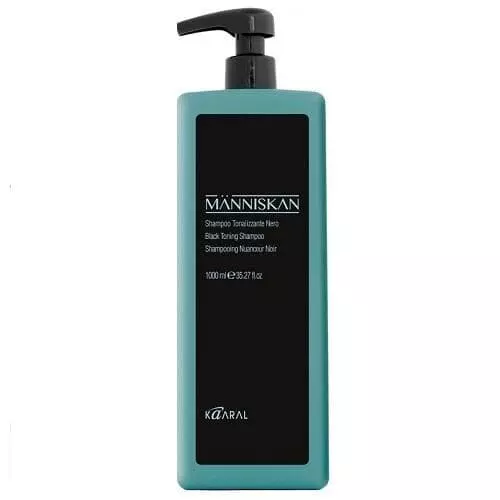 MÄNNISKAN
Shampoo Tonalizzante Nero
Black Toning Shampoo
Shampooing Nuanceur Noir
1000 ml ℮ 35.27 fl.oz
KAARAL